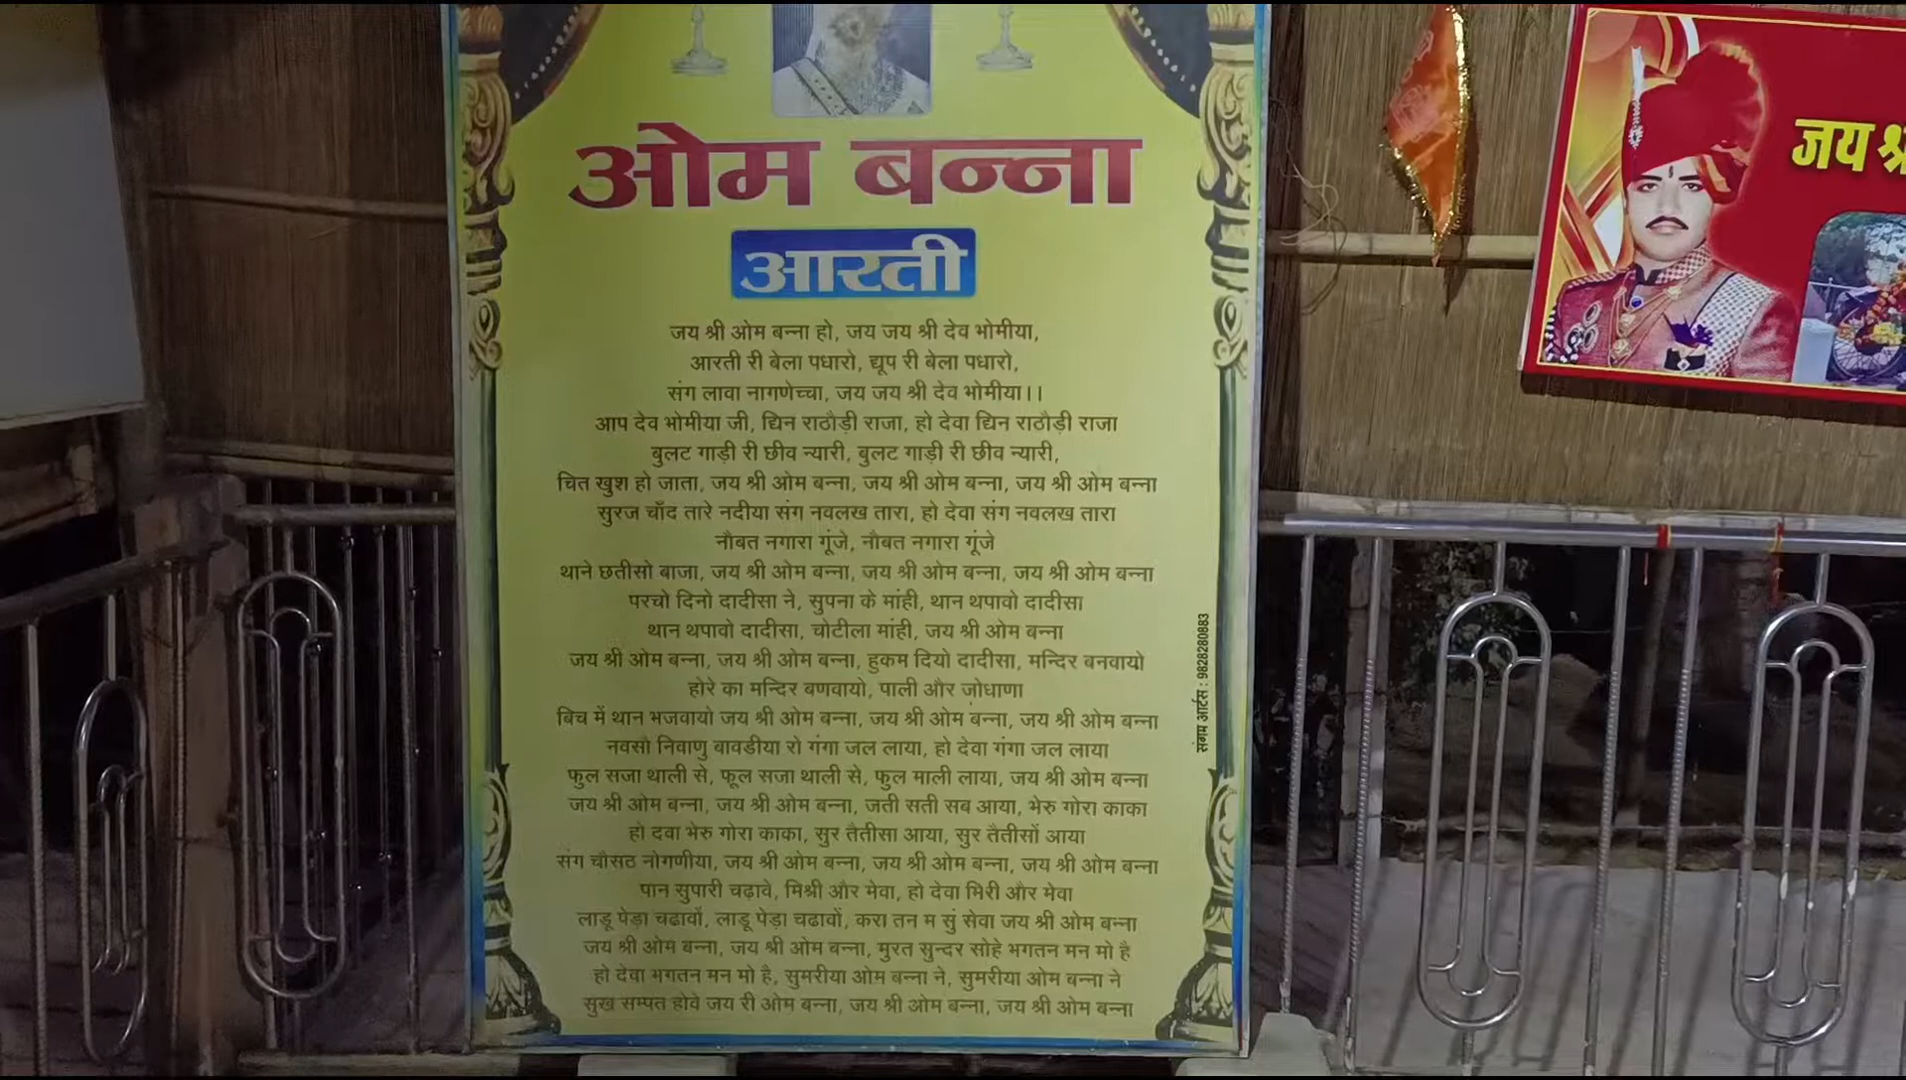 ओम बन्ना
आरती
जय श्री ओम बन्ना हो, जय जय श्री देव भोमीया,
आरती री बेला पधारो, द्यूप री बेला पधारो,
संग लावा नागणेच्चा, जय जय श्री देव भोमीया।।
आप देव भोमीया जी, द्यिन राठौड़ी राजा, हो देवा द्यिन राठौड़ी राजा
बुलट गाड़ी री छीव न्यारी, बुलट गाड़ी री छीव न्यारी,
चित खुश हो जाता, जय श्री ओम बन्ना, जय श्री ओम बन्ना, जय श्री ओम बन्ना
सुरज चाँद तारे नदीया संग नवलख तारा, हो देवा संग नवलख तारा
नौबत नगारा गूंजे, नौबत नगारा गूंजे
थाने छतीसो बाजा, जय श्री ओम बन्ना, जय श्री ओम बन्ना, जय श्री ओम बन्ना
परचो दिनो दादीसा ने, सुपना के मांही, थान थपावो दादीसा
थान थपावो दादीसा, चोटीला मांही, जय श्री ओम बन्ना
जय श्री ओम बन्ना, जय श्री ओम बन्ना, हुकम दियो दादीसा, मन्दिर बनवायो
होरे का मन्दिर बणवायो, पाली और जोधाणा
बिच में थान भजवायो जय श्री ओम बन्ना, जय श्री ओम बन्ना, जय श्री ओम बन्ना
नवसौ निवाणु वावडीया रो गंगा जल लाया, हो देवा गंगा जल लाया
फुल सजा थाली से, फूल सजा थाली से, फुल माली लाया, जय श्री ओम बन्ना
जय श्री ओम बन्ना, जय श्री ओम बन्ना, जती सती सब आया, भेरु गोरा काका
हो दवा भेरु गोरा काका, सुर तैतीसा आया, सुर तैतीसों आया
संग चौसठ नोगणीया, जय श्री ओम बन्ना, जय श्री ओम बन्ना, जय श्री ओम बन्ना
पान सुपारी चढ़ावे, मिश्री और मेवा, हो देवा मिरी और मेवा
लाडू पेड़ा चढावों, लाडू पेड़ा चढावों, करा तन म सुं सेवा जय श्री ओम बन्ना
जय श्री ओम बन्ना, जय श्री ओम बन्ना, मुरत सुन्दर सोहे भगतन मन मो है
हो देवा भगतन मन मो है, सुमरीया ओम बन्ना ने, सुमरीया ओम बन्ना ने
सुख सम्पत होवे जय री ओम बन्ना, जय श्री ओम बन्ना, जय श्री ओम बन्ना
संगम आर्टस : 9828280883
जय श्र